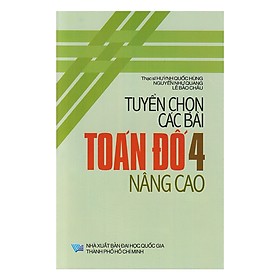 Thạc sĩ HUỲNH QUỐC HÙNG
NGUYỄN NHƯ QUANG
LÊ BẢO CHÂU
TUYỂN CHỌN
CÁC BÀI
TOÁN ĐỐ 4
NÂNG CAO
NHÀ XUẤT BẢN ĐẠI HỌC QUỐC GIA
THÀNH PHỐ HỒ CHÍ MINH